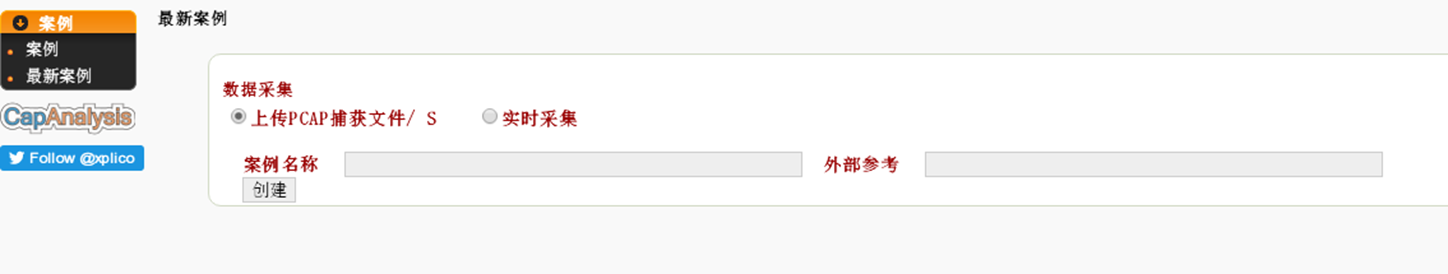 案例
案例
最新案例
CapAnalysis
Follow @xplico
最新案例
数据采集
上传PCAP捕获文件/ S 实时采集
案例名称 外部参考
创建